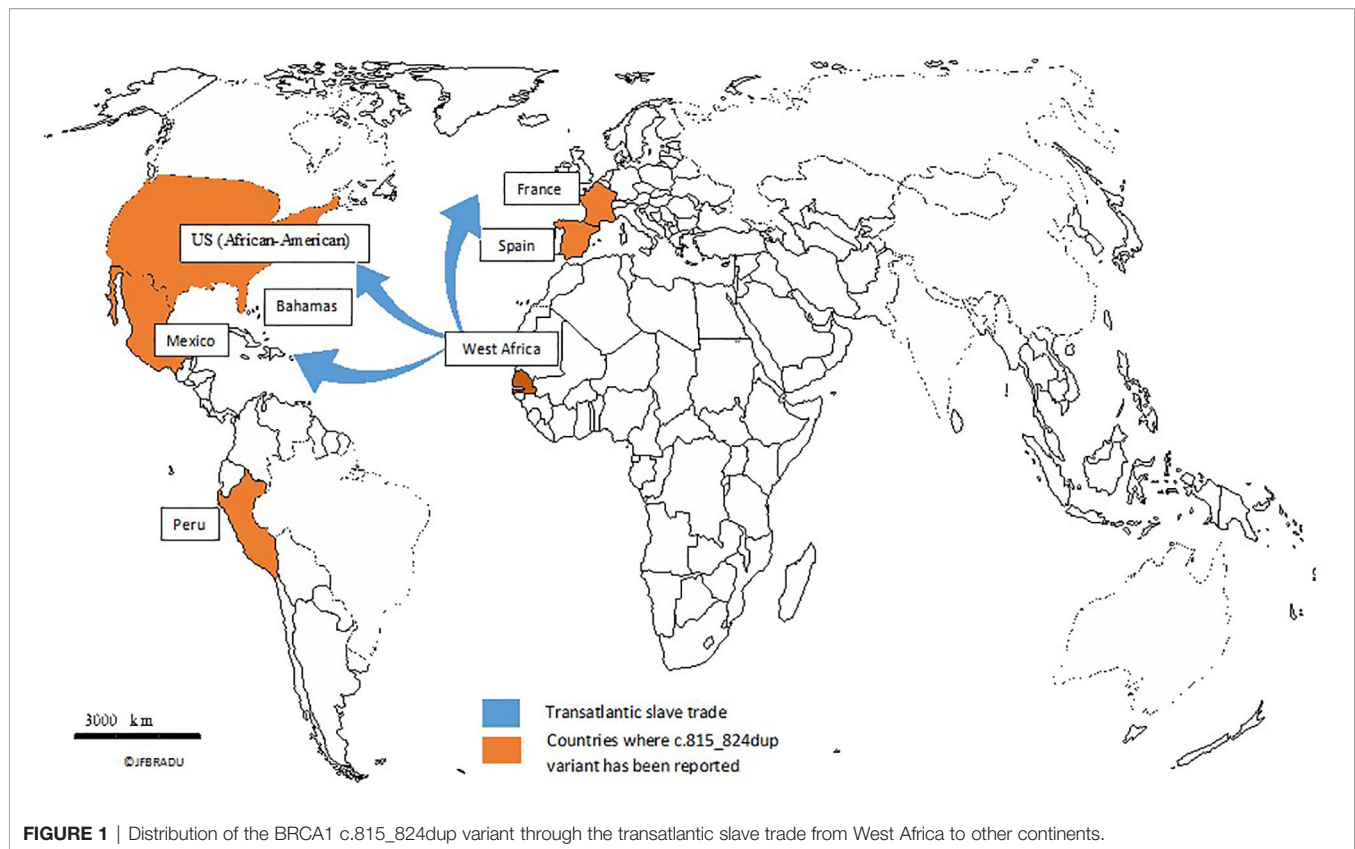 France
US (African-American)
Spain
Bahamas
Mexico
West Africa
Peru
3000 km
©JFBRADU
Transatlantic slave trade
Countries where c.815_824dup
variant has been reported
FIGURE 1 | Distribution of the BRCA1 c.815_824dup variant through the transatlantic slave trade from West Africa to other continents.